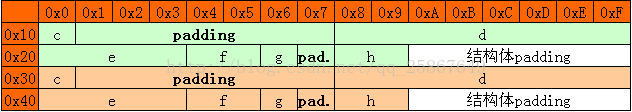 0x0 0x1 0x2 0x3 0x4 0x5 0x6 0x7 0x8 0x9 0xA 0xB 0xC 0xD 0xE 0xF
0x10 c padding d
0x20 e f g pad. h 结构体padding
0x30 c padding d
0x40 e f g pad. h 结构体padding